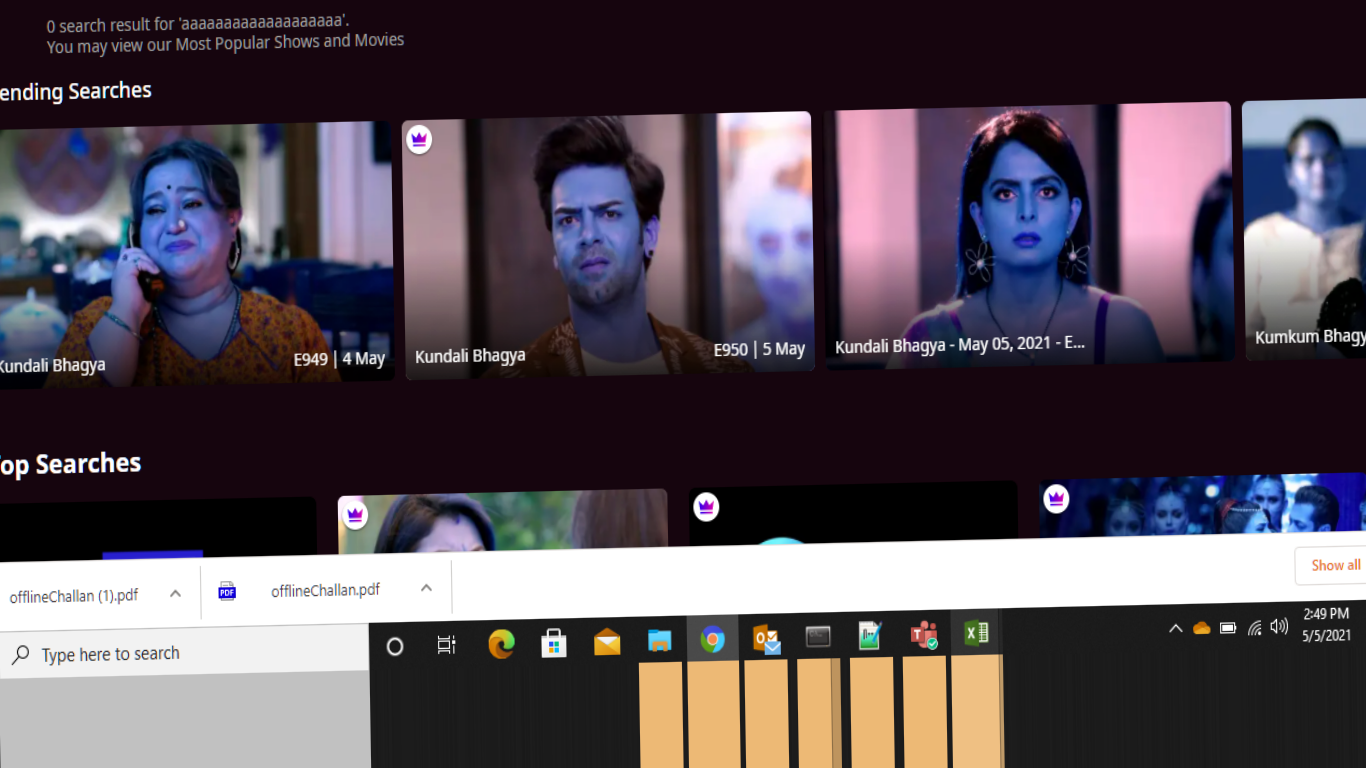 0 search result for 'aaaaaaaaaaaaaaaaaaa'.
You may view our Most Popular Shows and Movies
ending Searches
Kundali Bhagya
E949 | 4 May
Kundali Bhagya
E950 | 5 May
Kundali Bhagya - May 05, 2021 - E...
Kumkum Bhagy
op Searches
offlineChallan (1).pdf
PDF
offlineChallan.pdf
Show all
Type here to search
2:49 PM
5/5/2021